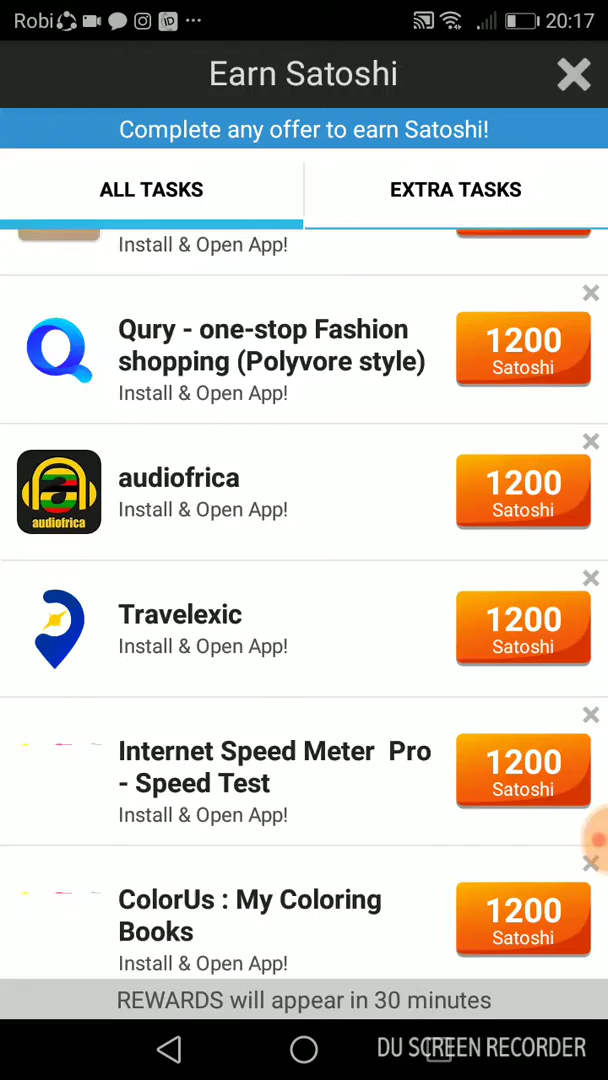 Robi
20:17
Earn Satoshi
Complete any offer to earn Satoshi!
ALL TASKS
EXTRA TASKS
Install & Open App!
Qury - one-stop Fashion
shopping (Polyvore style)
Install & Open App!
1200
Satoshi
audiofrica
Install & Open App!
audiofrica
1200
Satoshi
Travelexic
Install & Open App!
1200
Satoshi
Internet Speed Meter Pro
- Speed Test
Install & Open App!
1200
Satoshi
ColorUs : My Coloring
Books
Install & Open App!
1200
Satoshi
REWARDS will appear in 30 minutes
DU SCREEN RECORDER